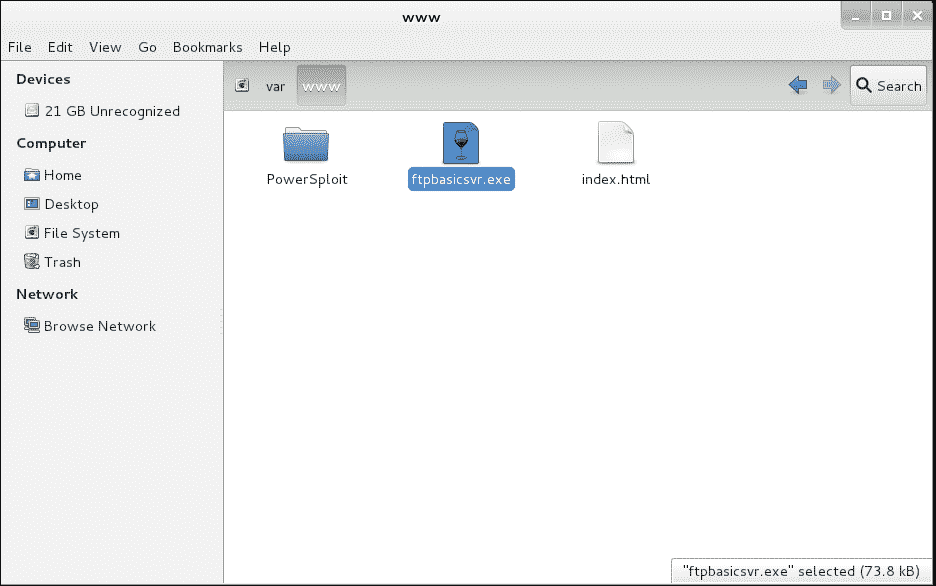 www
File Edit View Go Bookmarks Help
Devices
21 GB Unrecognized
Computer
Home
Desktop
File System
Trash
Network
Browse Network
var www Search
PowerSploit ftpbasicsvr.exe index.html
"ftpbasicsvr.exe" selected (73.8 kB)